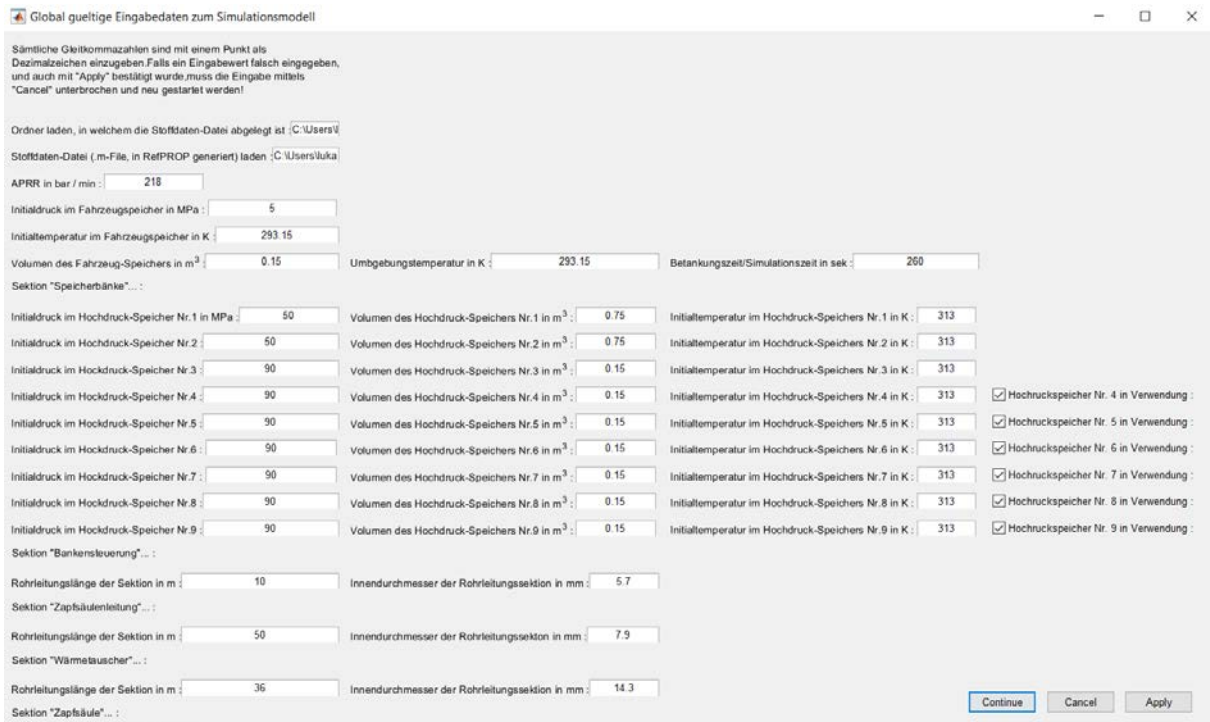 Global gueltige Eingabedaten zum Simulationsmodell
Sämtliche Gleitkommazahlen sind mit einem Punkt als
Dezimalzeichen einzugeben.Falls ein Eingabewert falsch eingegeben,
und auch mit "Apply" bestätigt wurde,muss die Eingabe mittels
"Cancel" unterbrochen und neu gestartet werden!
Ordner laden, in welchem die Stoffdaten-Datei abgelegt ist : C:\Users\l
Stoffdaten-Datei (.m-File, in RefPROP generiert) laden : C:\Users\luka
APRR in bar / min : 218
Initialdruck im Fahrzeugspeicher in MPa : 5
Initialtemperatur im Fahrzeugspeicher in K : 293.15
Volumen des Fahrzeug-Speichers in m³ : 0.15 Umbgebungstemperatur in K : 293.15 Betankungszeit/Simulationszeit in sek : 260
Sektion "Speicherbänke"... :
Initialdruck im Hochdruck-Speicher Nr.1 in MPa : 50 Volumen des Hochdruck-Speichers Nr.1 in m³ : 0.75 Initialtemperatur im Hochdruck-Speichers Nr.1 in K : 313
Initialdruck im Hochdruck-Speicher Nr.2 : 50 Volumen des Hochdruck-Speichers Nr.2 in m³ : 0.75 Initialtemperatur im Hochdruck-Speichers Nr.2 in K : 313
Initialdruck im Hockdruck-Speicher Nr.3 : 90 Volumen des Hochdruck-Speichers Nr.3 in m³ : 0.15 Initialtemperatur im Hochdruck-Speichers Nr.3 in K : 313
Initialdruck im Hockdruck-Speicher Nr.4 : 90 Volumen des Hochdruck-Speichers Nr.4 in m³ : 0.15 Initialtemperatur im Hochdruck-Speichers Nr.4 in K : 313 Hochruckspeicher Nr. 4 in Verwendung :
Initialdruck im Hockdruck-Speicher Nr.5 : 90 Volumen des Hochdruck-Speichers Nr.5 in m³ : 0.15 Initialtemperatur im Hochdruck-Speichers Nr.5 in K : 313 Hochruckspeicher Nr. 5 in Verwendung :
Initialdruck im Hockdruck-Speicher Nr.6 : 90 Volumen des Hochdruck-Speichers Nr.6 in m³ : 0.15 Initialtemperatur im Hochdruck-Speichers Nr.6 in K : 313 Hochruckspeicher Nr. 6 in Verwendung :
Initialdruck im Hockdruck-Speicher Nr.7 : 90 Volumen des Hochdruck-Speichers Nr.7 in m³ : 0.15 Initialtemperatur im Hochdruck-Speichers Nr.7 in K : 313 Hochruckspeicher Nr. 7 in Verwendung :
Initialdruck im Hockdruck-Speicher Nr.8 : 90 Volumen des Hochdruck-Speichers Nr.8 in m³ : 0.15 Initialtemperatur im Hochdruck-Speichers Nr.8 in K : 313 Hochruckspeicher Nr. 8 in Verwendung :
Initialdruck im Hockdruck-Speicher Nr.9 : 90 Volumen des Hochdruck-Speichers Nr.9 in m³ : 0.15 Initialtemperatur im Hochdruck-Speichers Nr.9 in K : 313 Hochruckspeicher Nr. 9 in Verwendung :
Sektion "Bankensteuerung"... :
Rohrleitungslänge der Sektion in m : 10 Innendurchmesser der Rohrleitungssektion in mm : 5.7
Sektion "Zapfsäulenleitung"... :
Rohrleitungslänge der Sektion in m : 50 Innendurchmesser der Rohrleitungssekton in mm : 7.9
Sektion "Wärmetauscher"... :
Rohrleitungslänge der Sektion in m : 36 Innendurchmesser der Rohrleitungssektion in mm : 14.3
Sektion "Zapfsäule"... :
Continue Cancel Apply